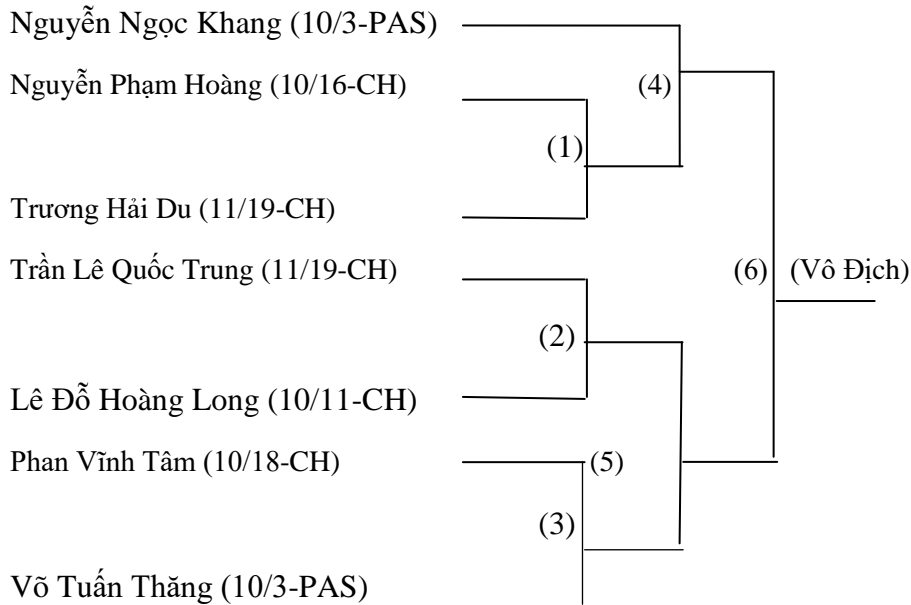 Nguyễn Ngọc Khang (10/3-PAS)
Nguyễn Phạm Hoàng (10/16-CH)
(4)
(1)
Trương Hải Du (11/19-CH)
Trần Lê Quốc Trung (11/19-CH)
(6) (Vô Địch)
(2)
Lê Đỗ Hoàng Long (10/11-CH)
Phan Vĩnh Tâm (10/18-CH)
(5)
(3)
Võ Tuấn Thăng (10/3-PAS)